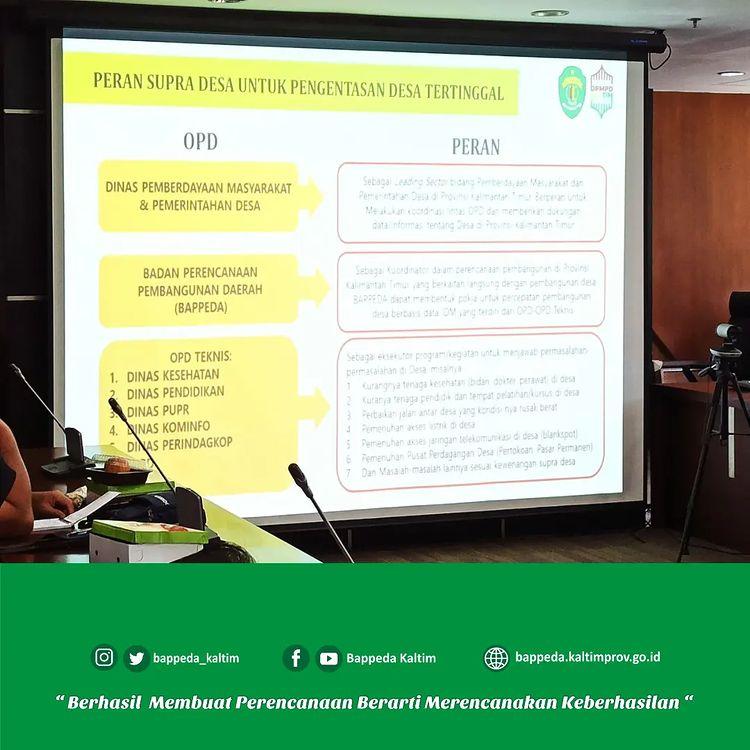 PERAN SUPRA DESA UNTUK PENGENTASAN DESA TERTINGGAL
DPMPD
OPD
PERAN
DINAS PEMBERDAYAAN MASYARAKAT
& PEMERINTAHAN DESA
Sebagai Leading Sector bidang Pemberdayaan Masyarakat dan
Pemerintahan Desa di Provinsi Kalimantan Timur Berperan untuk
Melakukan koordinasi lintas OPD dan memberikan dukungan
data/informasi tentang Desa di Provinsi Kalimantan Timur
BADAN PERENCANAAN
PEMBANGUNAN DAERAH
(BAPPEDA)
Sebagai Koordinator dalam perencanaan pembangunan di Provinsi
Kalimantan Timur yang berkaitan langsung dengan pembangunan desa
BAPPEDA dapat membentuk pokja untuk percepatan pembangunan
desa berbasis data IDM yang terdiri dari OPD-OPD Teknis
OPD TEKNIS:
1. DINAS KESEHATAN
2. DINAS PENDIDIKAN
3. DINAS PUPR
4. DINAS KOMINFO
DINAS PERINDAGKOP
Sebagai eksekutor program/kegiatan untuk menjawab permasalahan-
permasalahan di Desa misalnya
1 Kurangnya tenaga kesehatan (bidan dokter perawat) di desa
2 Kuranya tenaga pendidik dan tempat pelatihan/kursus di desa
3 Perbaikan jalan antar desa yang kondisinya rusak berat
4 Pemenuhan akses listrik di desa
5 Pemenuhan akses jaringan telekomunikasi di desa (blankspot)
6 Pemenuhan Pusat Perdagangan Desa (Pertokoan Pasar Permanen)
7 Dan Masalah-masalah lainnya sesuai kewenangan supra desa
bappeda_kaltim
Bappeda Kaltim
bappeda.kaltimprov.go.id
“ Berhasil Membuat Perencanaan Berarti Merencanakan Keberhasilan “